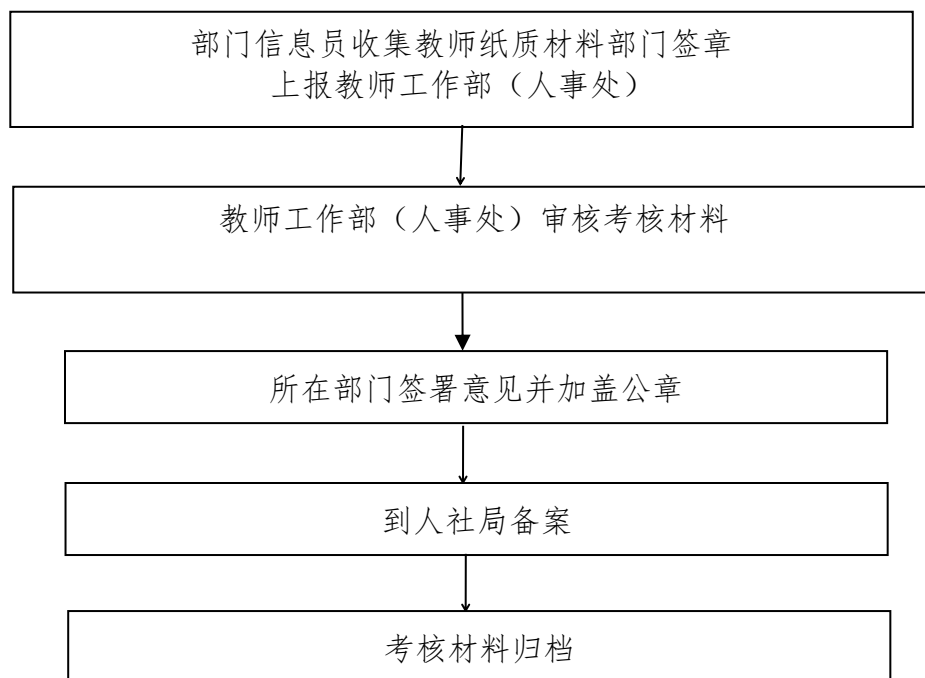 部门信息员收集教师纸质材料部门签章
上报教师工作部（人事处）
教师工作部（人事处）审核考核材料
所在部门签署意见并加盖公章
到人社局备案
考核材料归档